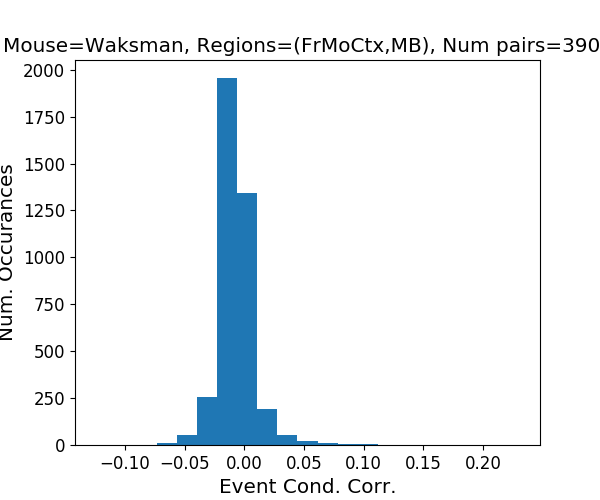 Mouse=Waksman, Regions=(FrMoCtx,MB), Num pairs=390
2000
1750
1500
1250
1000
750
500
250
0
Num. Occurances
−0.10 −0.05 0.00 0.05 0.10 0.15 0.20
Event Cond. Corr.